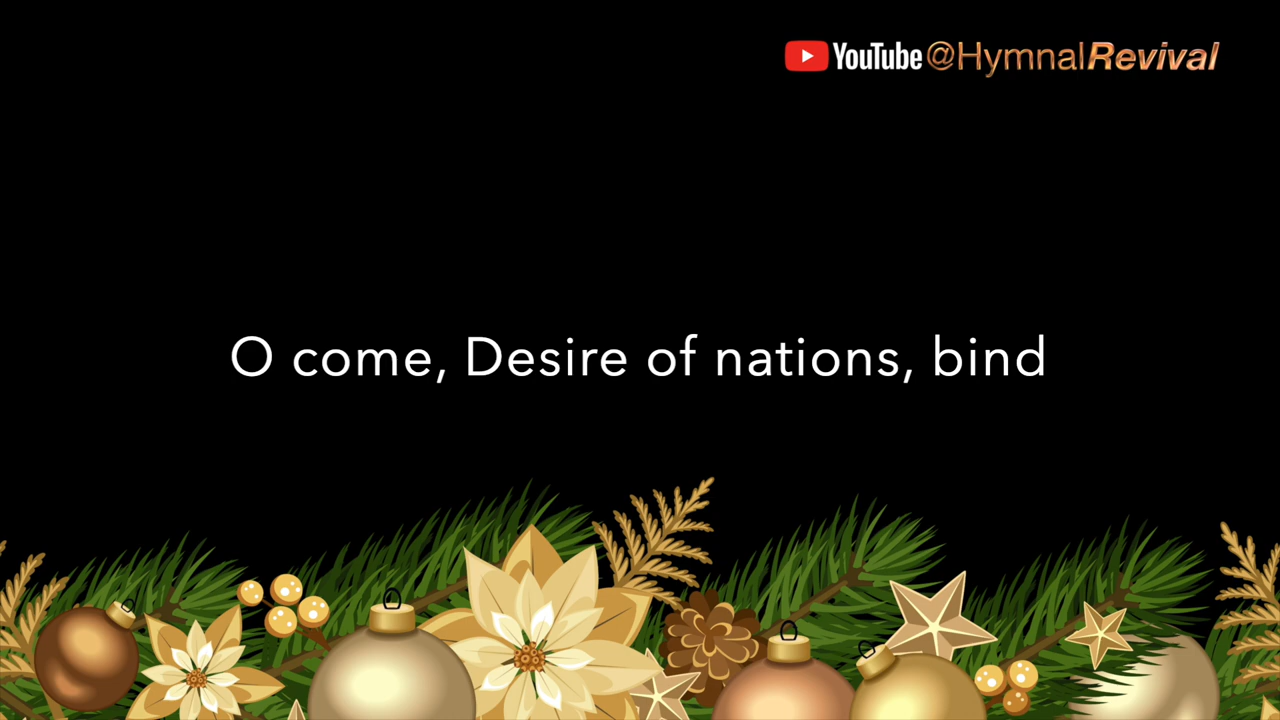 YouTube @HymnalRevival
O come, Desire of nations, bind